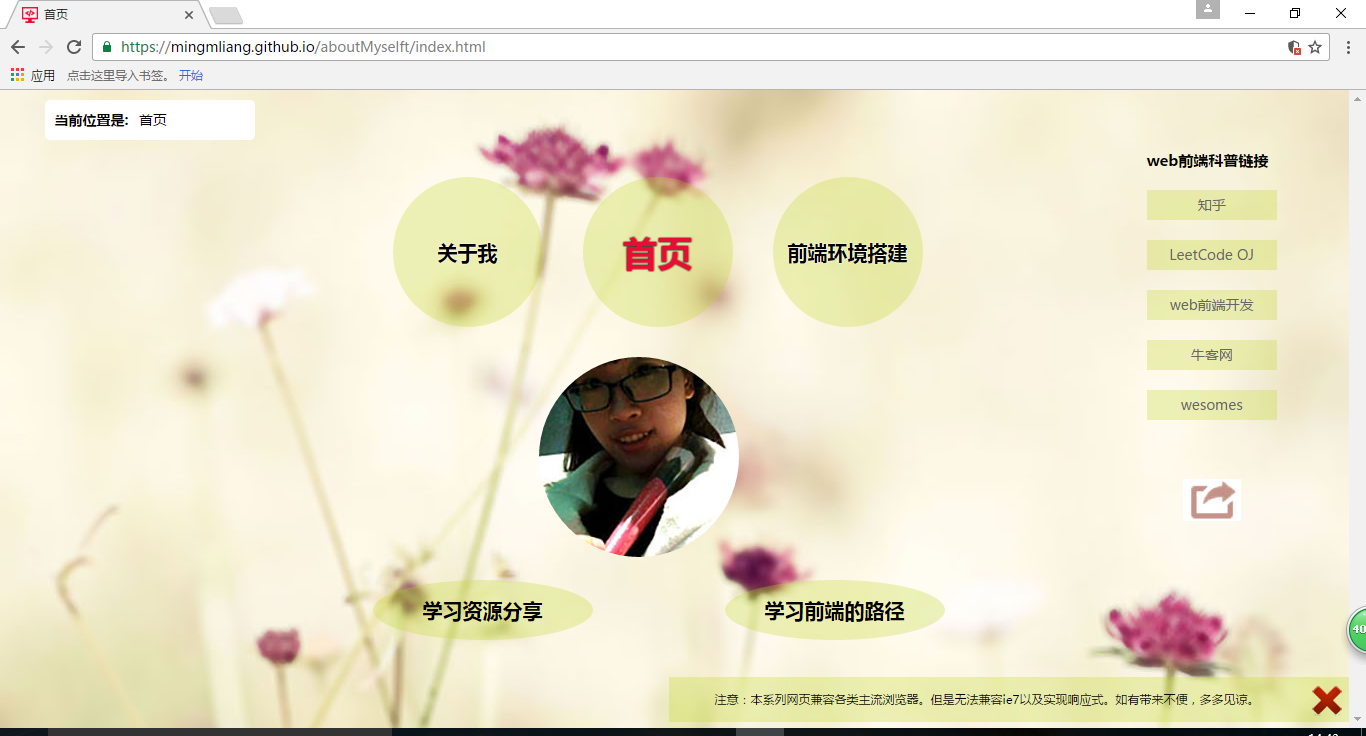 首页
https://mingmliang.github.io/aboutMyselft/index.html
应用 点击这里导入书签。 开始
当前位置是: 首页
web前端科普链接
知乎
LeetCode OJ
web前端开发
牛客网
wesomes
关于我
首页
前端环境搭建
学习资源分享
学习前端的路径
40
注意：本系列网页兼容各类主流浏览器。但是无法兼容ie7以及实现响应式。如有带来不便，多多见谅。